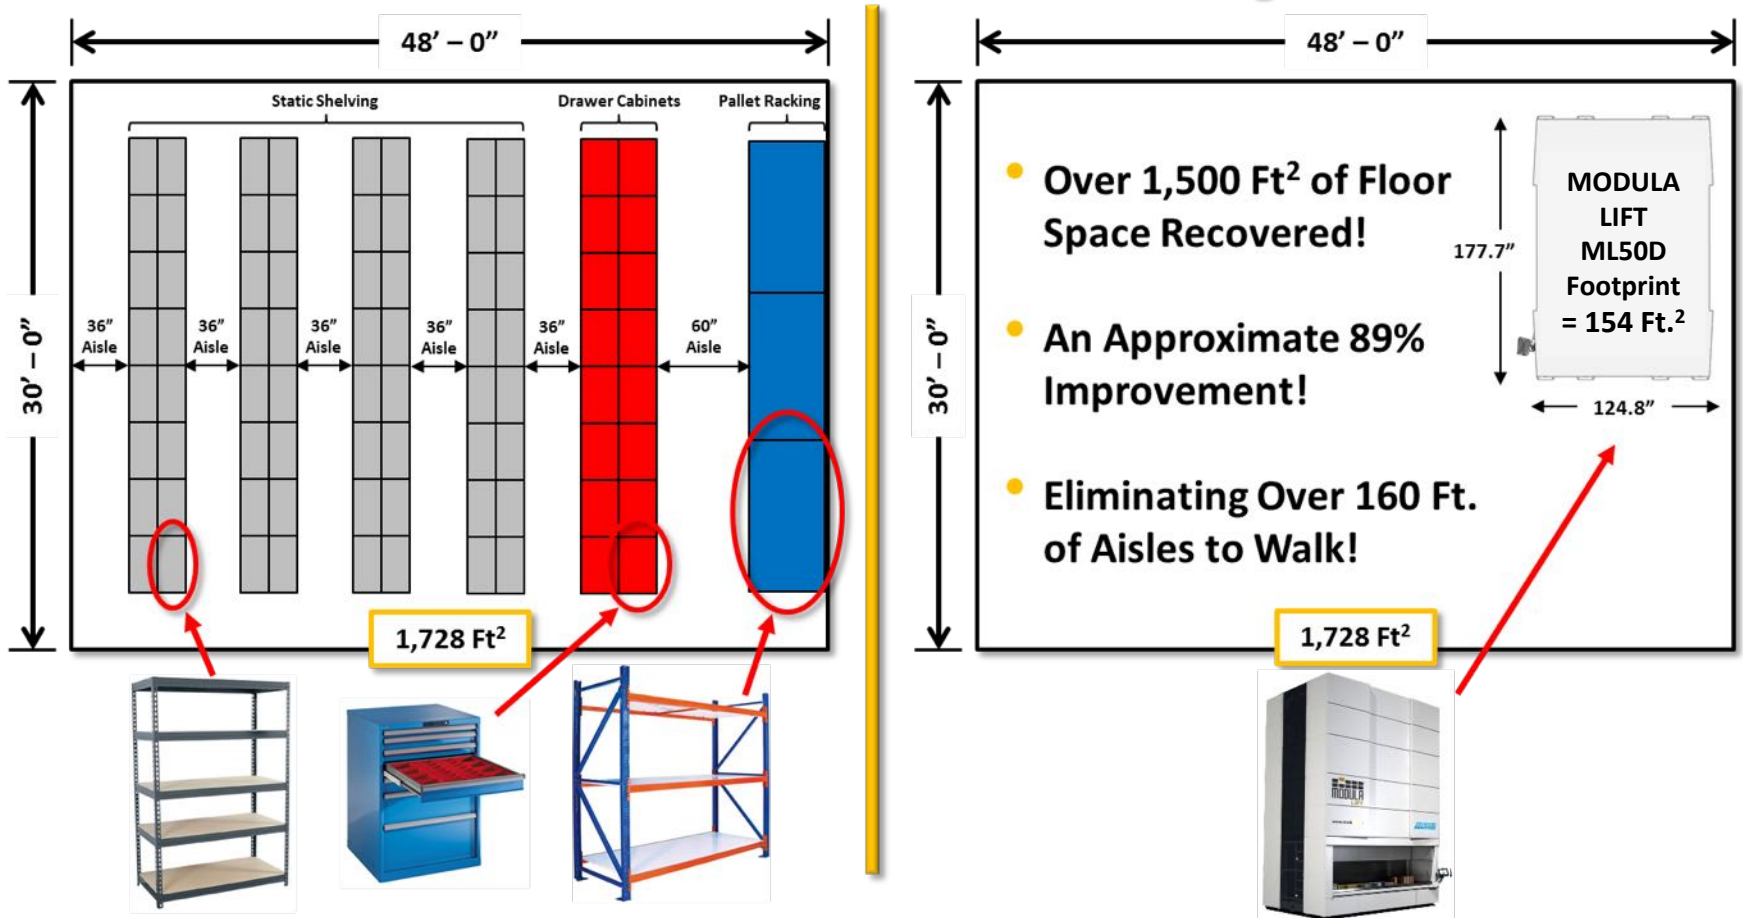 48’ – 0”
30’ – 0”
Static Shelving
Drawer Cabinets
Pallet Racking
36”
Aisle
36”
Aisle
36”
Aisle
36”
Aisle
36”
Aisle
60”
Aisle
1,728 Ft²
48’ – 0”
30’ – 0”
• Over 1,500 Ft² of Floor
Space Recovered!
• An Approximate 89%
Improvement!
• Eliminating Over 160 Ft.
of Aisles to Walk!
177.7”
MODULA
LIFT
ML50D
Footprint
= 154 Ft.²
124.8”
1,728 Ft²
MODULA
LIFT